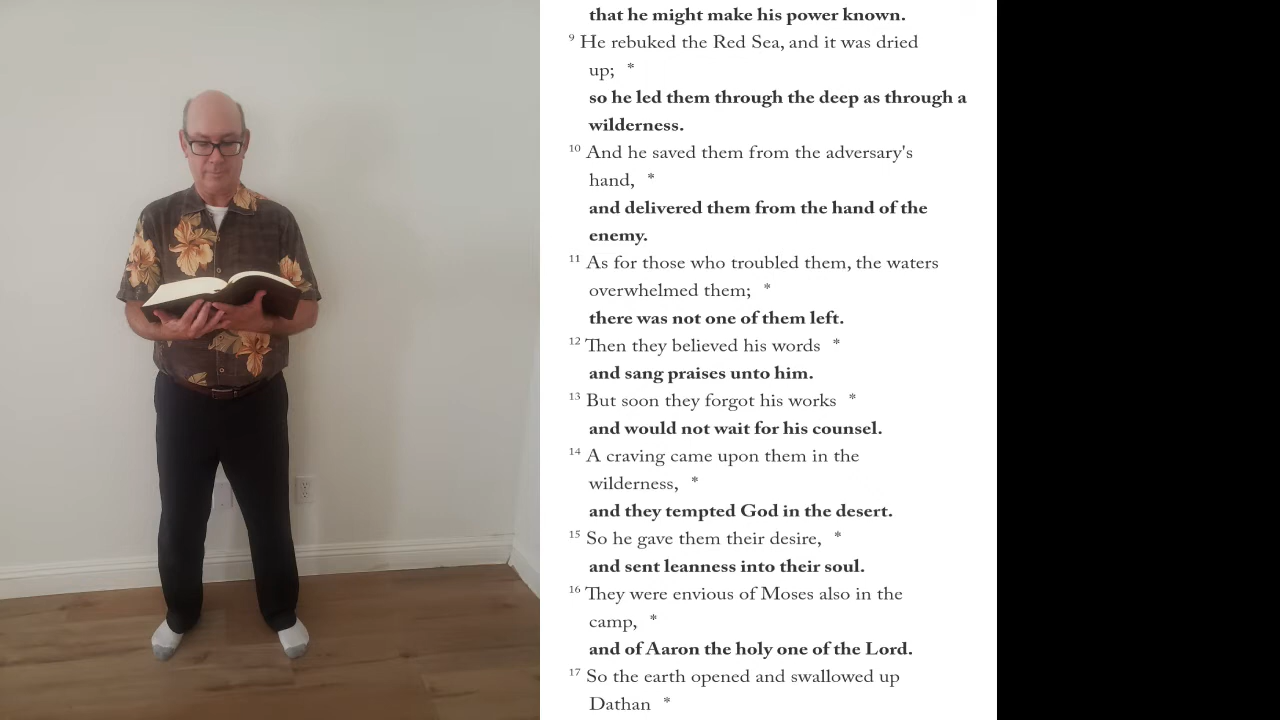 that he might make his power known.
9 He rebuked the Red Sea, and it was dried
up; *
so he led them through the deep as through a
wilderness.
10 And he saved them from the adversary's
hand, *
and delivered them from the hand of the
enemy.
11 As for those who troubled them, the waters
overwhelmed them; *
there was not one of them left.
12 Then they believed his words *
and sang praises unto him.
13 But soon they forgot his works *
and would not wait for his counsel.
14 A craving came upon them in the
wilderness, *
and they tempted God in the desert.
15 So he gave them their desire, *
and sent leanness into their soul.
16 They were envious of Moses also in the
camp, *
and of Aaron the holy one of the Lord.
17 So the earth opened and swallowed up
Dathan *